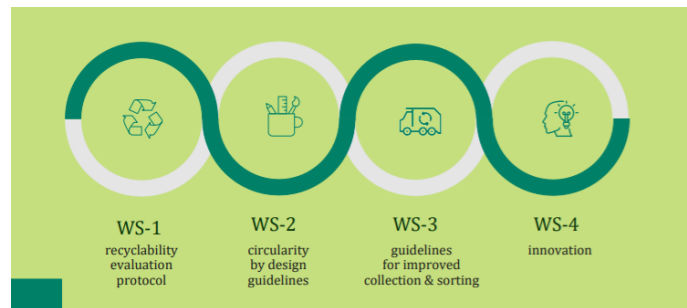 WS-1
recyclability
evaluation
protocol
WS-2
circularity
by design
guidelines
WS-3
guidelines
for improved
collection & sorting
WS-4
innovation